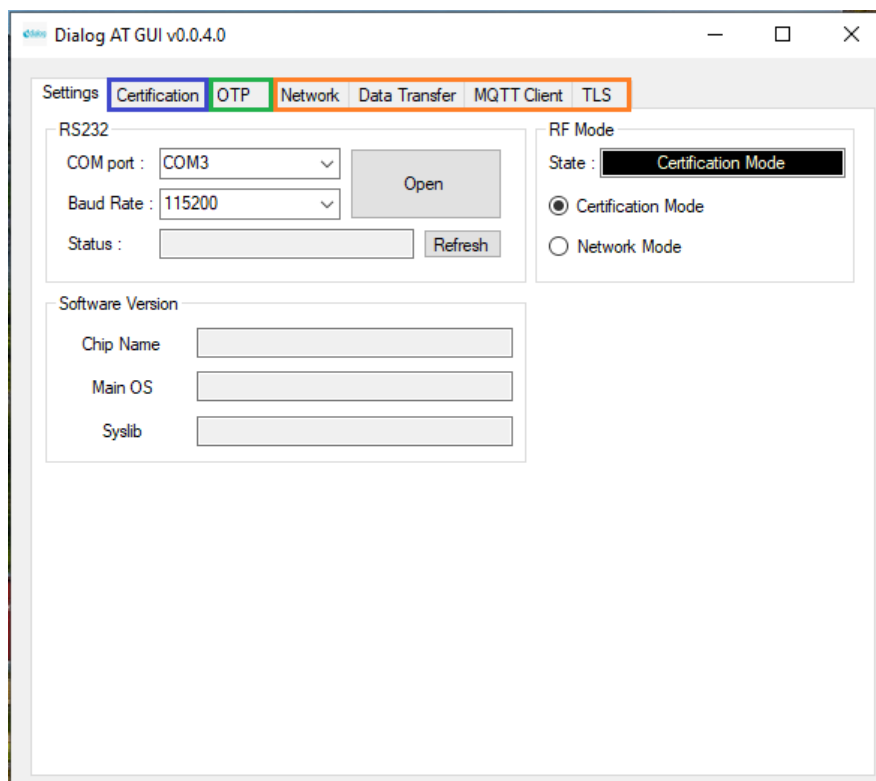 Dialog AT GUI v0.0.4.0
Settings Certification OTP Network Data Transfer MQTT Client TLS
RS232
COM port : COM3
Open
Baud Rate : 115200
Status :
Refresh
RF Mode
State : Certification Mode
Certification Mode
Network Mode
Software Version
Chip Name
Main OS
Syslib